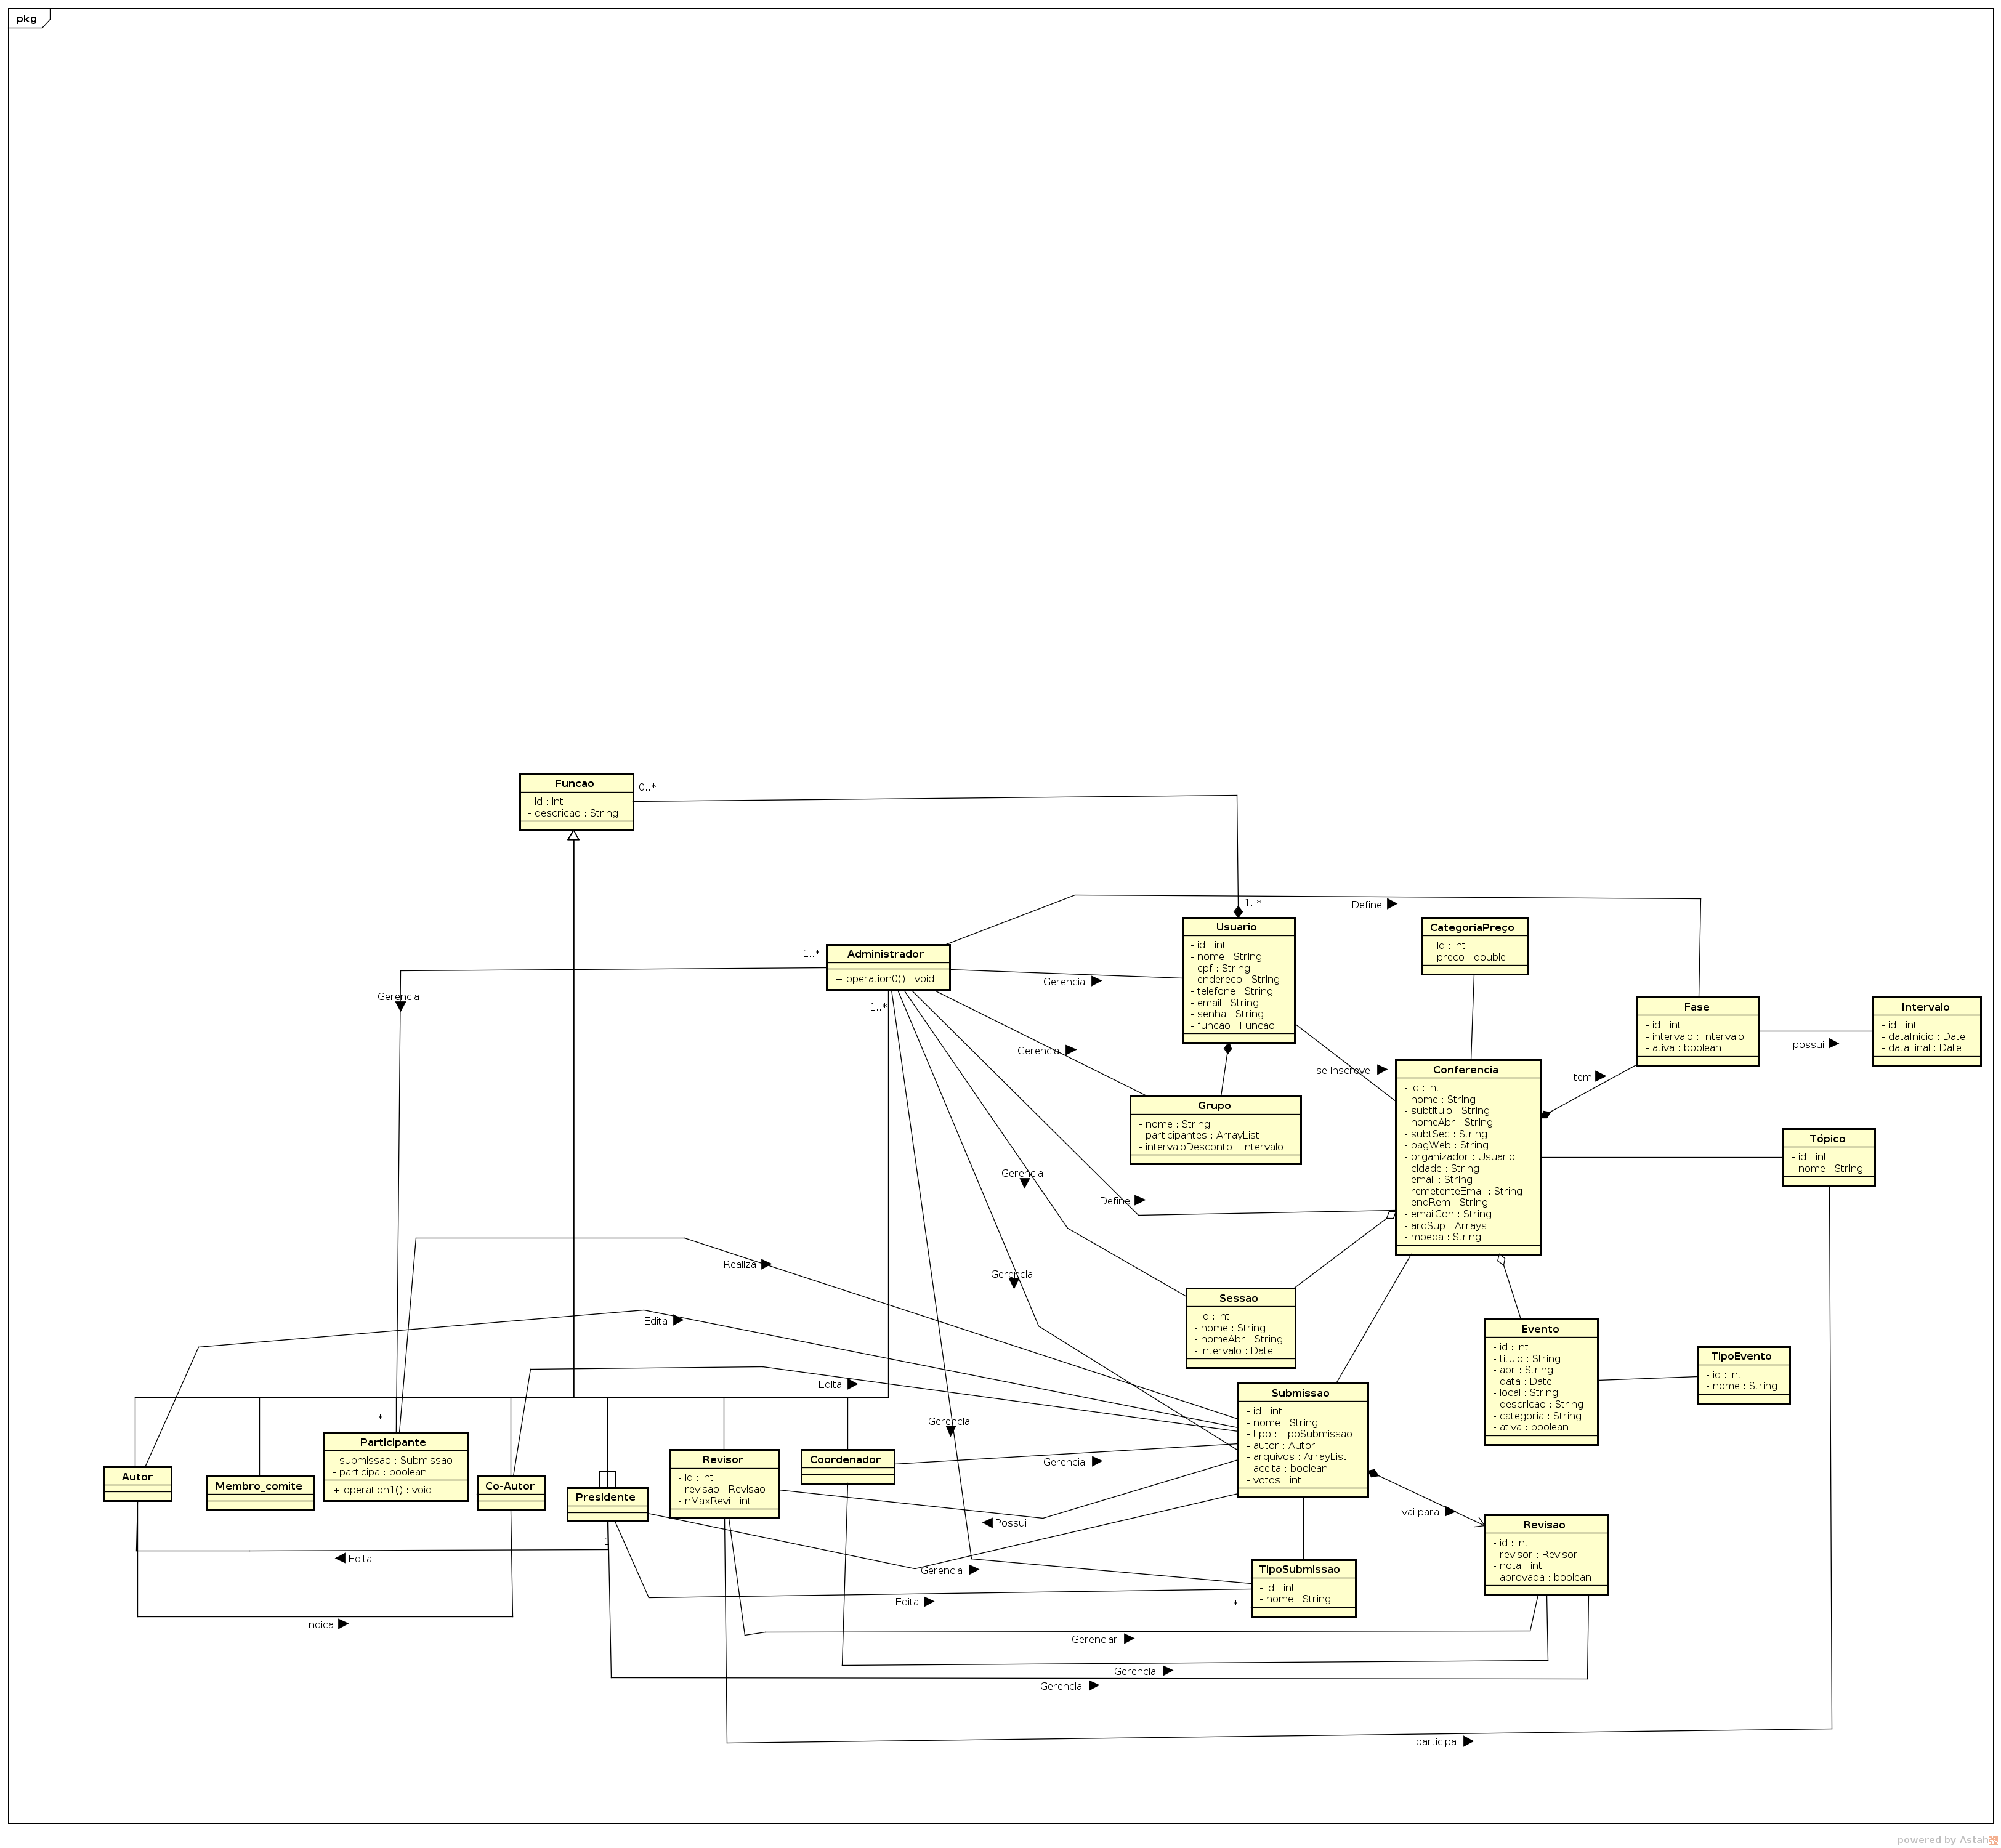 pkg
Funcao
- id : int
- descricao : String
0..*
1..*
Define
Usuario
- id : int
- nome : String
- cpf : String
- endereco : String
- telefone : String
- email : String
- senha : String
- funcao : Funcao
CategoriaPreço
- id : int
- preco : double
1..*
Administrador
+ operation0() : void
Gerencia
Gerencia
1..*
Fase
- id : int
- intervalo : Intervalo
- ativa : boolean
possui
Intervalo
- id : int
- dataInicio : Date
- dataFinal : Date
Gerencia
se inscreve
tem
Conferencia
- id : int
- nome : String
- subtitulo : String
- nomeAbr : String
- subtSec : String
- pagWeb : String
- organizador : Usuario
- cidade : String
- email : String
- remetenteEmail : String
- endRem : String
- emailCon : String
- arqSup : Arrays
- moeda : String
Grupo
- nome : String
- participantes : ArrayList
- intervaloDesconto : Intervalo
Tópico
- id : int
- nome : String
Gerencia
Define
Realiza
Gerencia
Sessao
- id : int
- nome : String
- nomeAbr : String
- intervalo : Date
Edita
Evento
- id : int
- titulo : String
- abr : String
- data : Date
- local : String
- descricao : String
- categoria : String
- ativa : boolean
TipoEvento
- id : int
- nome : String
Edita
Submissao
- id : int
- nome : String
- tipo : TipoSubmissao
- autor : Autor
- arquivos : ArrayList
- aceita : boolean
- votos : int
*
Gerencia
Participante
- submissao : Submissao
- participa : boolean
+ operation1() : void
Autor
Membro_comite
Co-Autor
Presidente
Revisor
- id : int
- revisao : Revisao
- nMaxRevi : int
Coordenador
Gerencia
Possui
vai para
Revisao
- id : int
- revisor : Revisor
- nota : int
- aprovada : boolean
1
Edita
Gerencia
TipoSubmissao
- id : int
- nome : String
Edita
*
Indica
Gerenciar
Gerencia
Gerencia
participa
powered by Astah